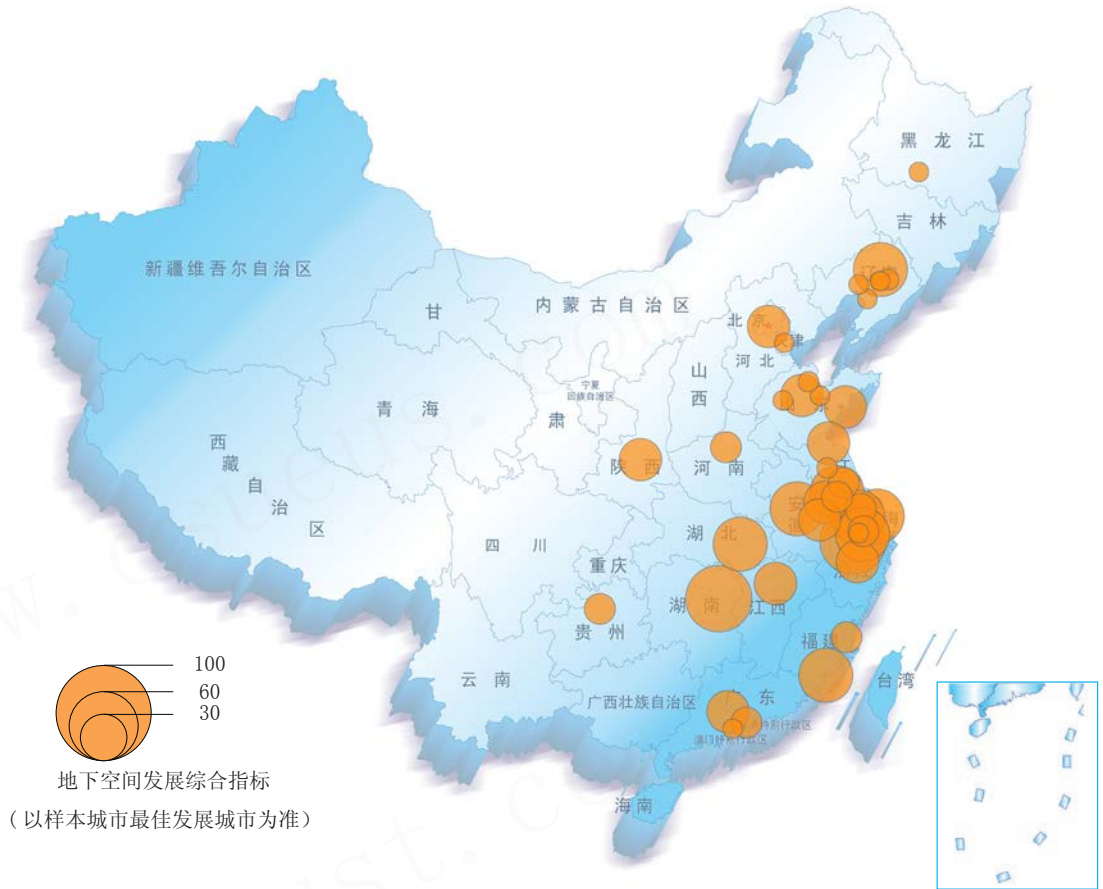 黑龙江
吉林
辽宁
新疆维吾尔自治区
内蒙古自治区
甘
肃
北京
天津
河北
山西
宁夏
回族自治区
青海
陕西
河南
西藏自治区
安徽
湖北
四川
重庆
湖南
江西
贵州
福建
云南
广西壮族自治区
广东
台湾
海南
100
60
30
地下空间发展综合指标
（以样本城市最佳发展城市为准）